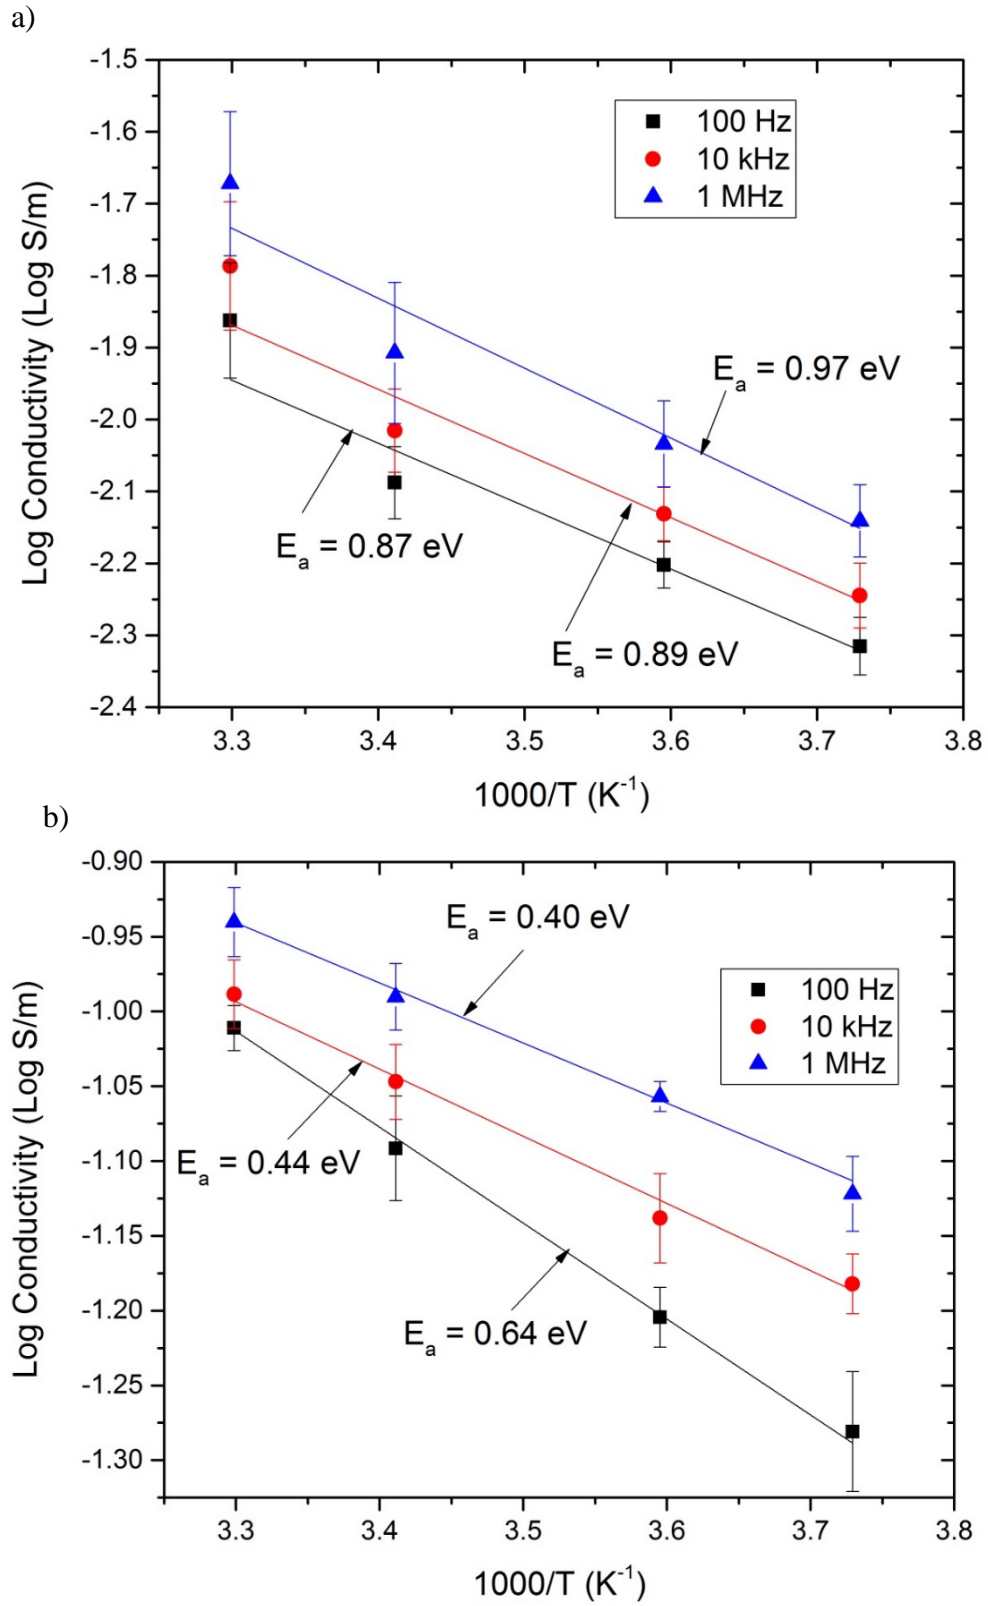 a)
-1.5
-1.6
-1.7
-1.8
-1.9
-2.0
-2.1
-2.2
-2.3
-2.4
Log Conductivity (Log S/m)
100 Hz
10 kHz
1 MHz
Eₐ = 0.97 eV
Eₐ = 0.87 eV
Eₐ = 0.89 eV
3.3 3.4 3.5 3.6 3.7 3.8
1000/T (K⁻¹)
b)
-0.90
-0.95
-1.00
-1.05
-1.10
-1.15
-1.20
-1.25
-1.30
Log Conductivity (Log S/m)
Eₐ = 0.40 eV
100 Hz
10 kHz
1 MHz
Eₐ = 0.44 eV
Eₐ = 0.64 eV
3.3 3.4 3.5 3.6 3.7 3.8
1000/T (K⁻¹)